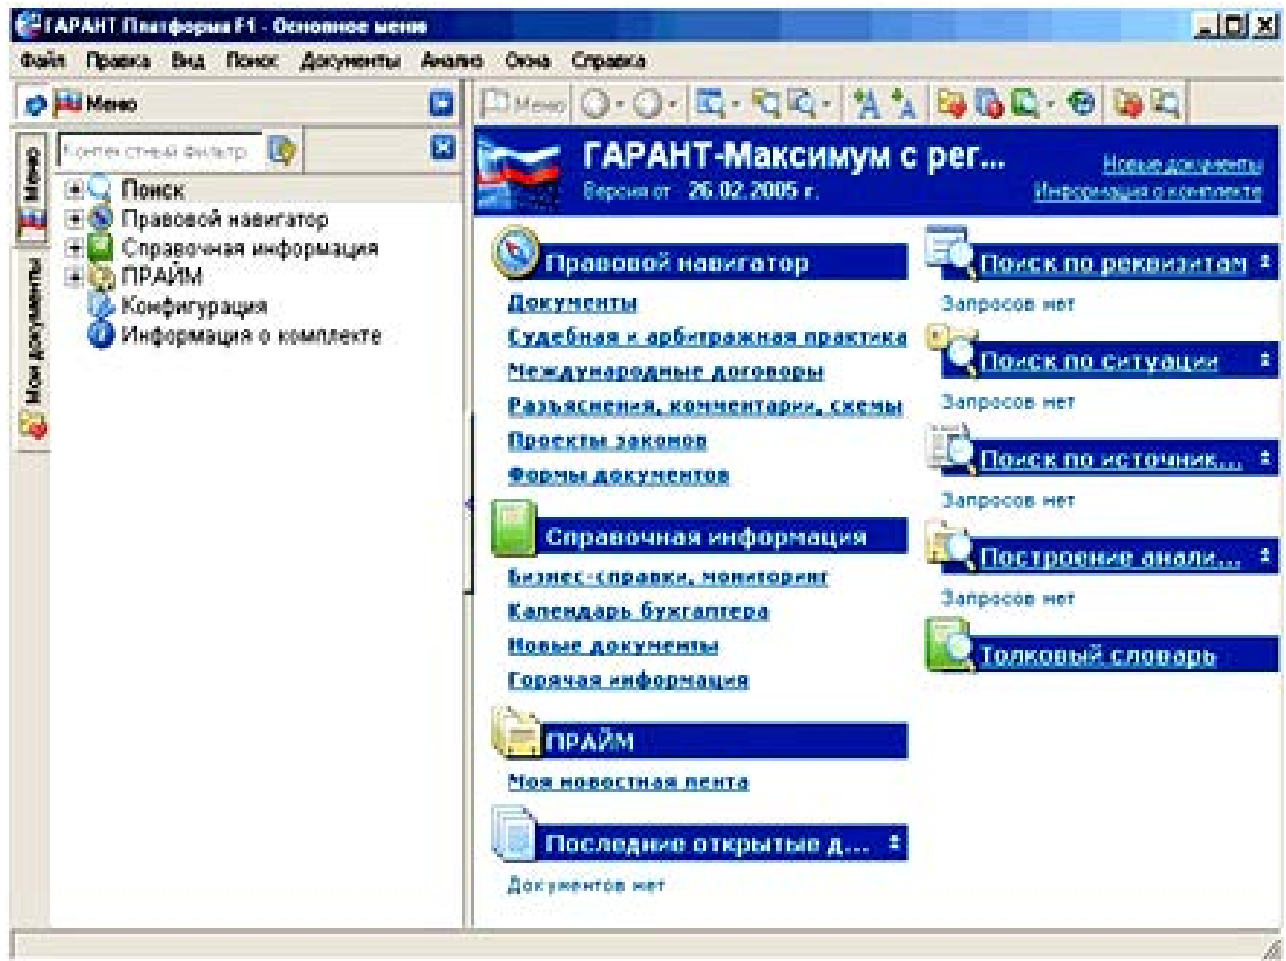 ГАРАНТ Платформа F1 - Основное меню
Файл Правка Вид Поиск Документы Анализ Окна Справка
Меню
Меню
Контекстный фильтр
Меню
Мои документы
Поиск
Правовой навигатор
Справочная информация
ПРАЙМ
Конфигурация
Информация о комплекте
ГАРАНТ-Максимум с рег...
Версия от 26.02.2005 г.
Новые документы
Информация о комплекте
Правовой навигатор
Документы
Судебная и арбитражная практика
Международные договоры
Разъяснения, комментарии, схемы
Проекты законов
Формы документов
Справочная информация
Бизнес-справки, мониторинг
Календарь бухгалтера
Новые документы
Горячая информация
ПРАЙМ
Моя новостная лента
Последние открытые д...
Документов нет
Поиск по реквизитам
Запросов нет
Поиск по ситуации
Запросов нет
Поиск по источник...
Запросов нет
Построение анали...
Запросов нет
Толковый словарь